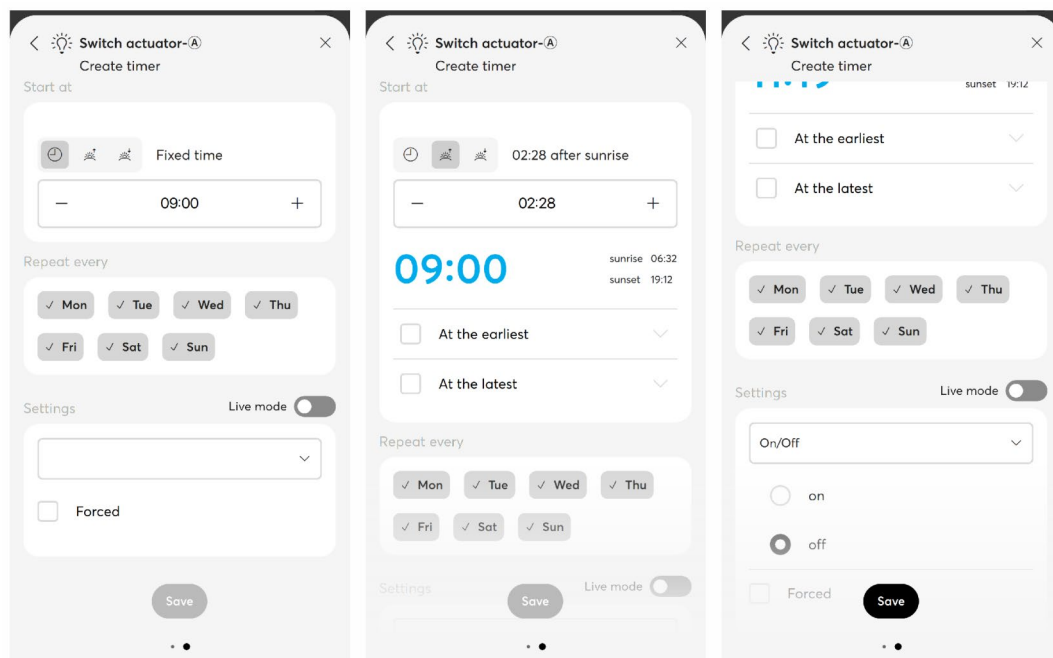 Switch actuator-Ⓐ
Create timer
Start at
Fixed time
— 09:00 +
Repeat every
✓ Mon ✓ Tue ✓ Wed ✓ Thu
✓ Fri ✓ Sat ✓ Sun
Settings Live mode
Forced
Save
Switch actuator-Ⓐ
Create timer
Start at
02:28 after sunrise
— 02:28 +
09:00
sunrise 06:32
sunset 19:12
At the earliest
At the latest
Repeat every
✓ Mon ✓ Tue ✓ Wed ✓ Thu
✓ Fri ✓ Sat ✓ Sun
Settings Live mode
Save
Switch actuator-Ⓐ
Create timer
sunset 19:12
At the earliest
At the latest
Repeat every
✓ Mon ✓ Tue ✓ Wed ✓ Thu
✓ Fri ✓ Sat ✓ Sun
Settings Live mode
On/Off
on
off
Forced
Save